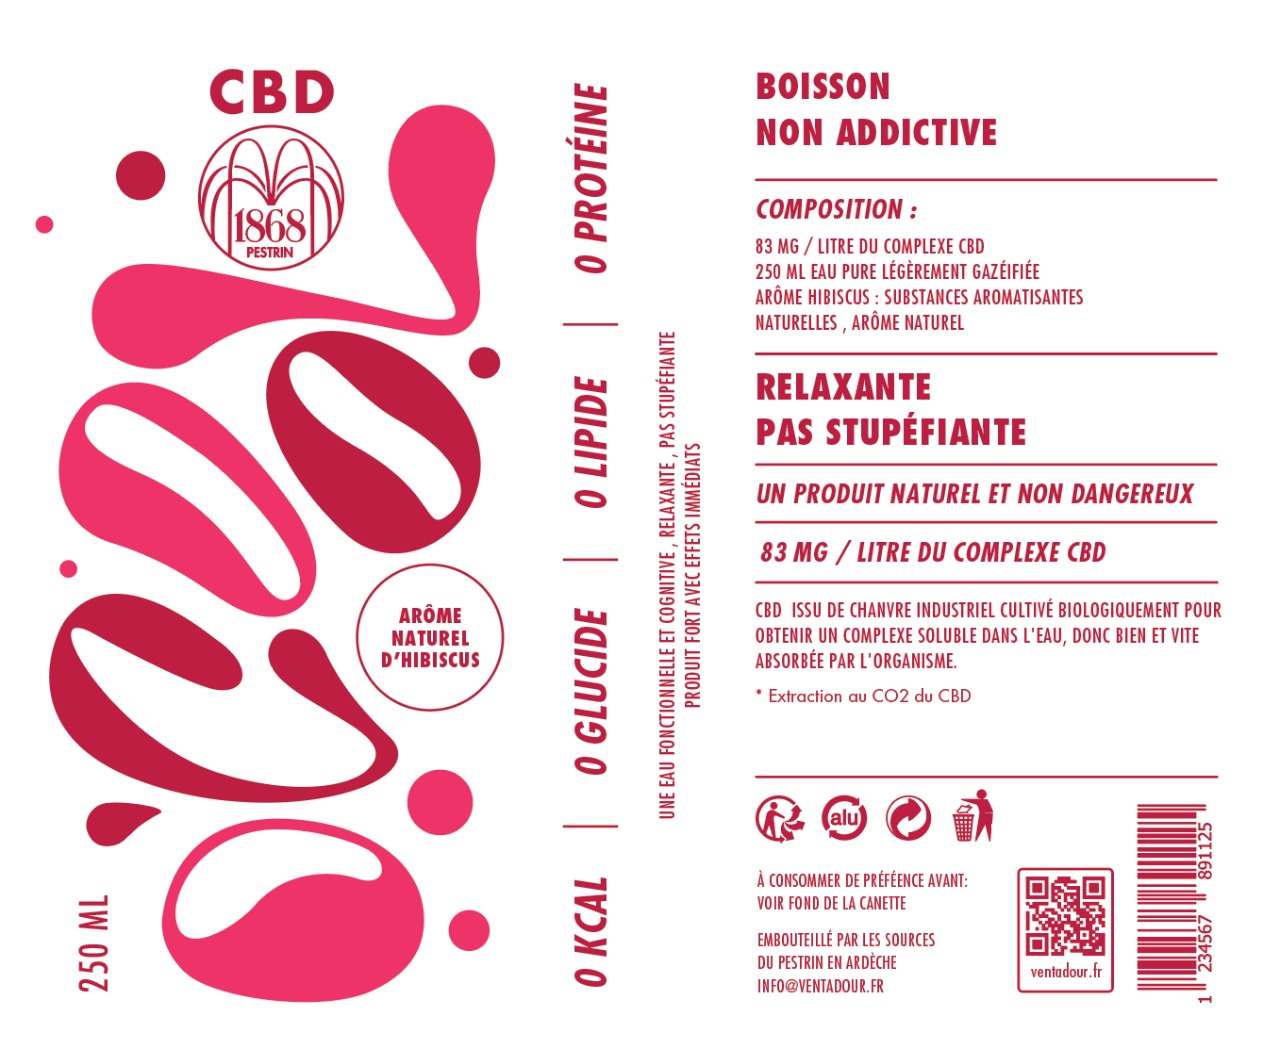 CBD
1868
PESTRIN
ARÔME
NATUREL
D'HIBISCUS
250 ML
0 PROTÉINE
0 LIPIDE
0 GLUCIDE
0 KCAL
UNE EAU FONCTIONNELLE ET COGNITIVE, RELAXANTE , PAS STUPÉFIANTE
PRODUIT FORT AVEC EFFETS IMMÉDIATS
BOISSON
NON ADDICTIVE
COMPOSITION :
83 MG / LITRE DU COMPLEXE CBD
250 ML EAU PURE LÉGÈREMENT GAZÉIFIÉE
ARÔME HIBISCUS : SUBSTANCES AROMATISANTES
NATURELLES , ARÔME NATUREL
RELAXANTE
PAS STUPÉFIANTE
UN PRODUIT NATUREL ET NON DANGEREUX
83 MG / LITRE DU COMPLEXE CBD
CBD ISSU DE CHANVRE INDUSTRIEL CULTIVÉ BIOLOGIQUEMENT POUR
OBTENIR UN COMPLEXE SOLUBLE DANS L'EAU, DONC BIEN ET VITE
ABSORBÉE PAR L'ORGANISME.
* Extraction au CO2 du CBD
alu
À CONSOMMER DE PRÉFÉENCE AVANT:
VOIR FOND DE LA CANETTE
EMBOUTEILLÉ PAR LES SOURCES
DU PESTRIN EN ARDÈCHE
INFO@VENTADOUR.FR
ventadour.fr
1 234567 891125